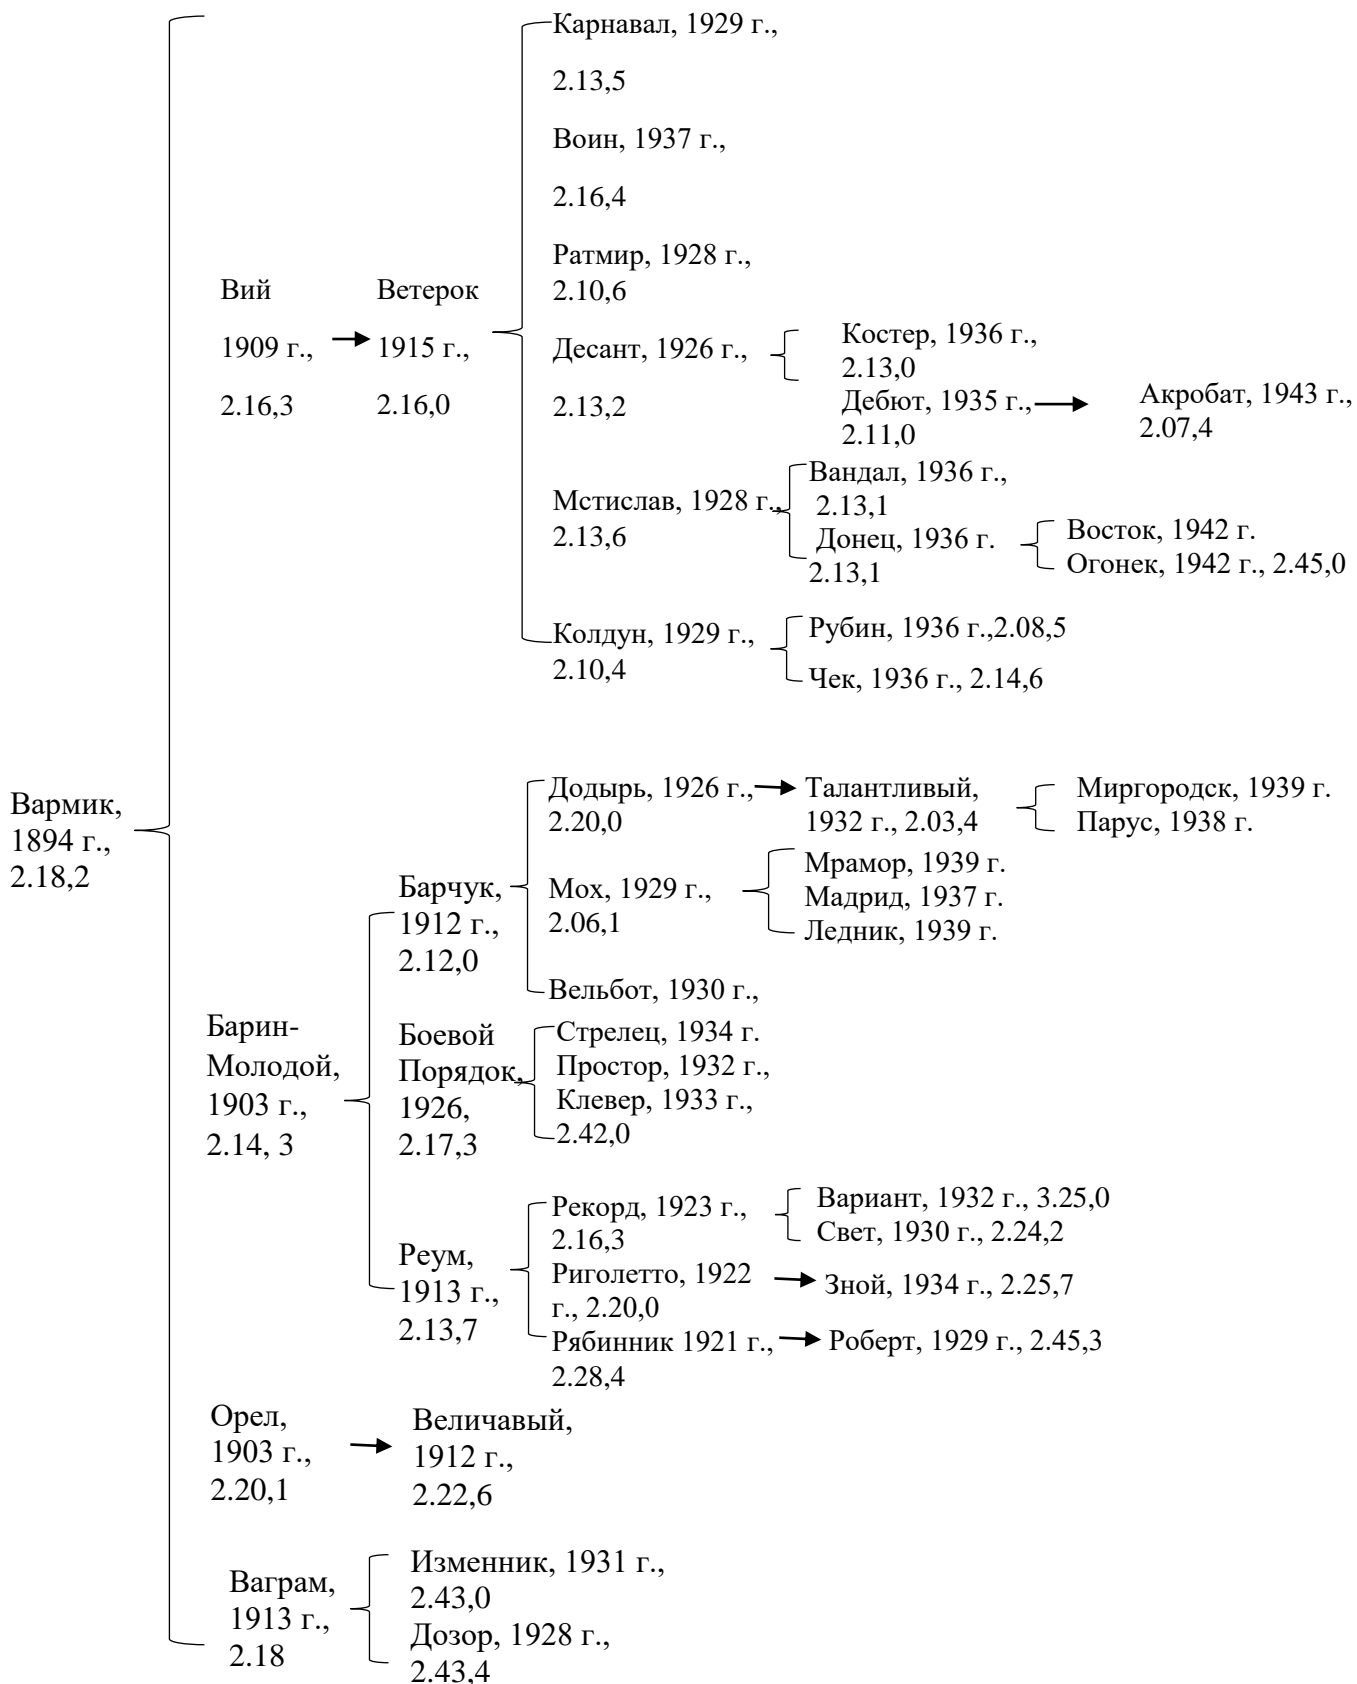 Карнавал, 1929 г.,
2.13,5
Воин, 1937 г.,
2.16,4
Ратмир, 1928 г.,
2.10,6
Вий
1909 г.,
2.16,3
Ветерок
1915 г.,
2.16,0
Десант, 1926 г.,
2.13,2
Костер, 1936 г.,
2.13,0
Дебют, 1935 г.,
2.11,0
Акробат, 1943 г.,
2.07,4
Мстислав, 1928 г.,
2.13,6
Вандал, 1936 г.,
2.13,1
Донец, 1936 г.
2.13,1
Восток, 1942 г.
Огонек, 1942 г., 2.45,0
Колдун, 1929 г.,
2.10,4
Рубин, 1936 г.,2.08,5
Чек, 1936 г., 2.14,6
Вармик,
1894 г.,
2.18,2
Барин-
Молодой,
1903 г.,
2.14, 3
Барчук,
1912 г.,
2.12,0
Додырь, 1926 г.,
2.20,0
Талантливый,
1932 г., 2.03,4
Миргородск, 1939 г.
Парус, 1938 г.
Мох, 1929 г.,
2.06,1
Мрамор, 1939 г.
Мадрид, 1937 г.
Ледник, 1939 г.
Вельбот, 1930 г.,
Боевой
Порядок,
1926,
2.17,3
Стрелец, 1934 г.
Простор, 1932 г.,
Клевер, 1933 г.,
2.42,0
Реум,
1913 г.,
2.13,7
Рекорд, 1923 г.,
2.16,3
Вариант, 1932 г., 3.25,0
Свет, 1930 г., 2.24,2
Риголетто, 1922
г., 2.20,0
Зной, 1934 г., 2.25,7
Рябинник 1921 г.,
2.28,4
Роберт, 1929 г., 2.45,3
Орел,
1903 г.,
2.20,1
Величавый,
1912 г.,
2.22,6
Ваграм,
1913 г.,
2.18
Изменник, 1931 г.,
2.43,0
Дозор, 1928 г.,
2.43,4